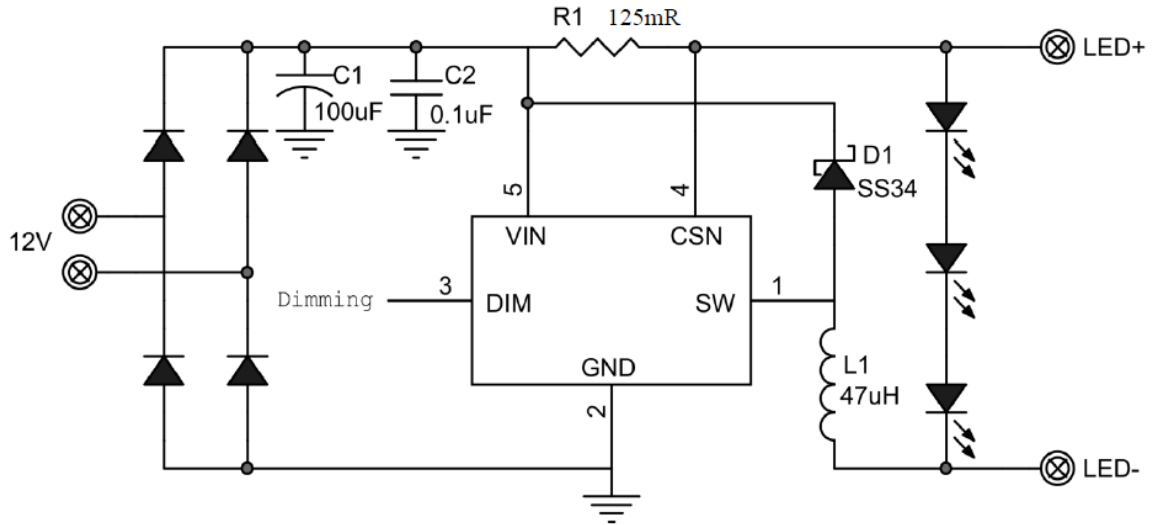 R1 125mR
LED+
C1
100uF
C2
0.1uF
D1
SS34
5
4
12V
VIN
CSN
Dimming
3
DIM
SW
1
GND
2
L1
47uH
LED-